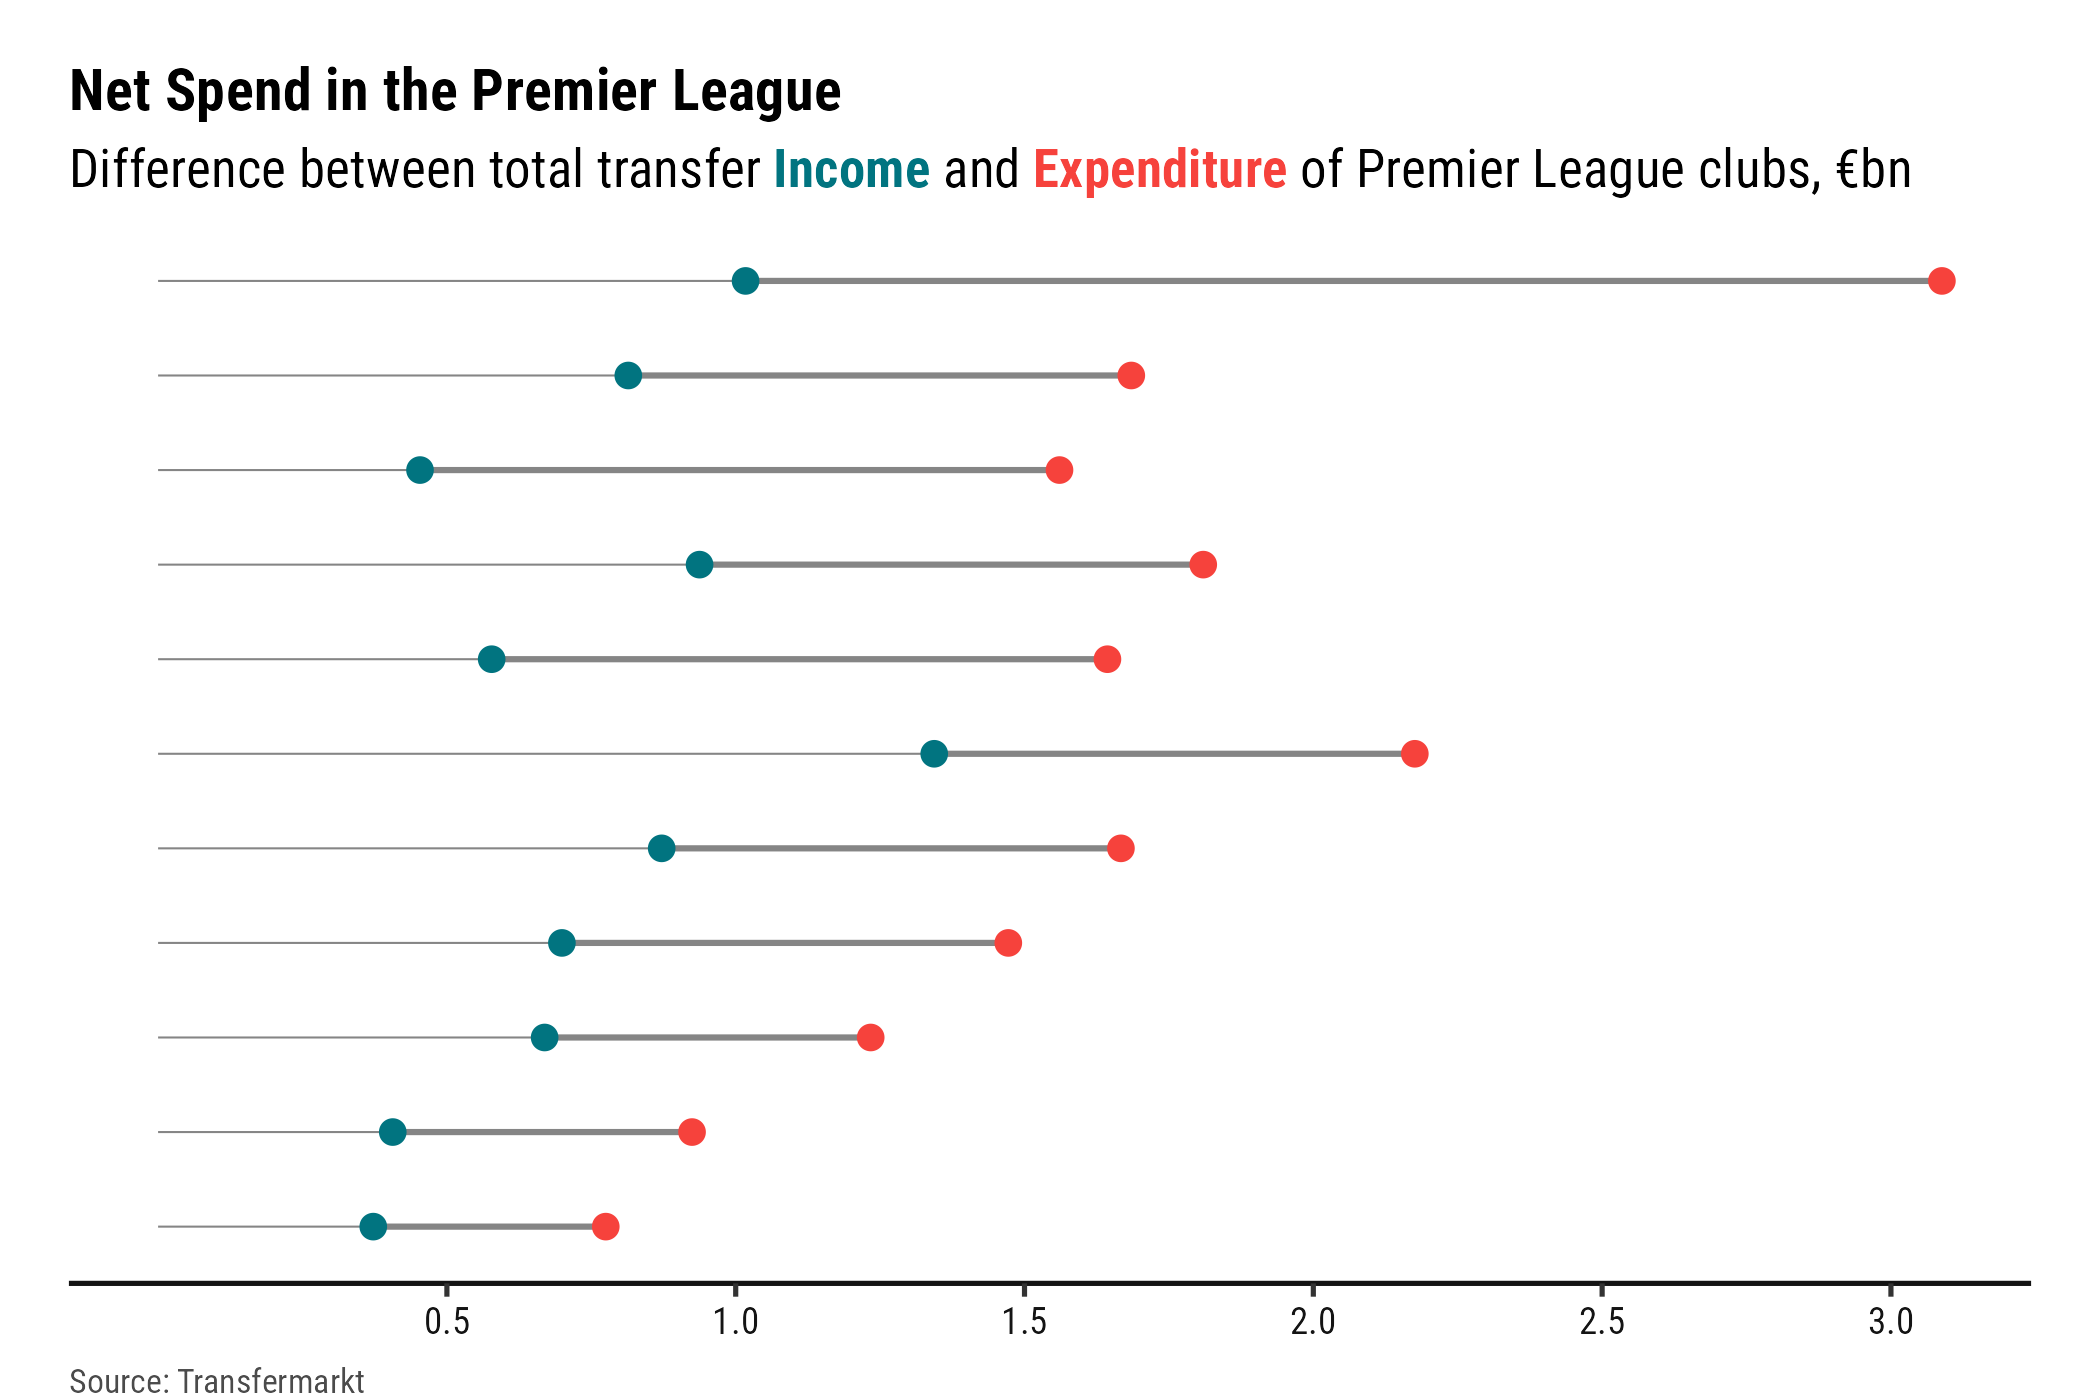 Net Spend in the Premier League
Difference between total transfer Income and Expenditure of Premier League clubs, €bn
0.5 1.0 1.5 2.0 2.5 3.0
Source: Transfermarkt